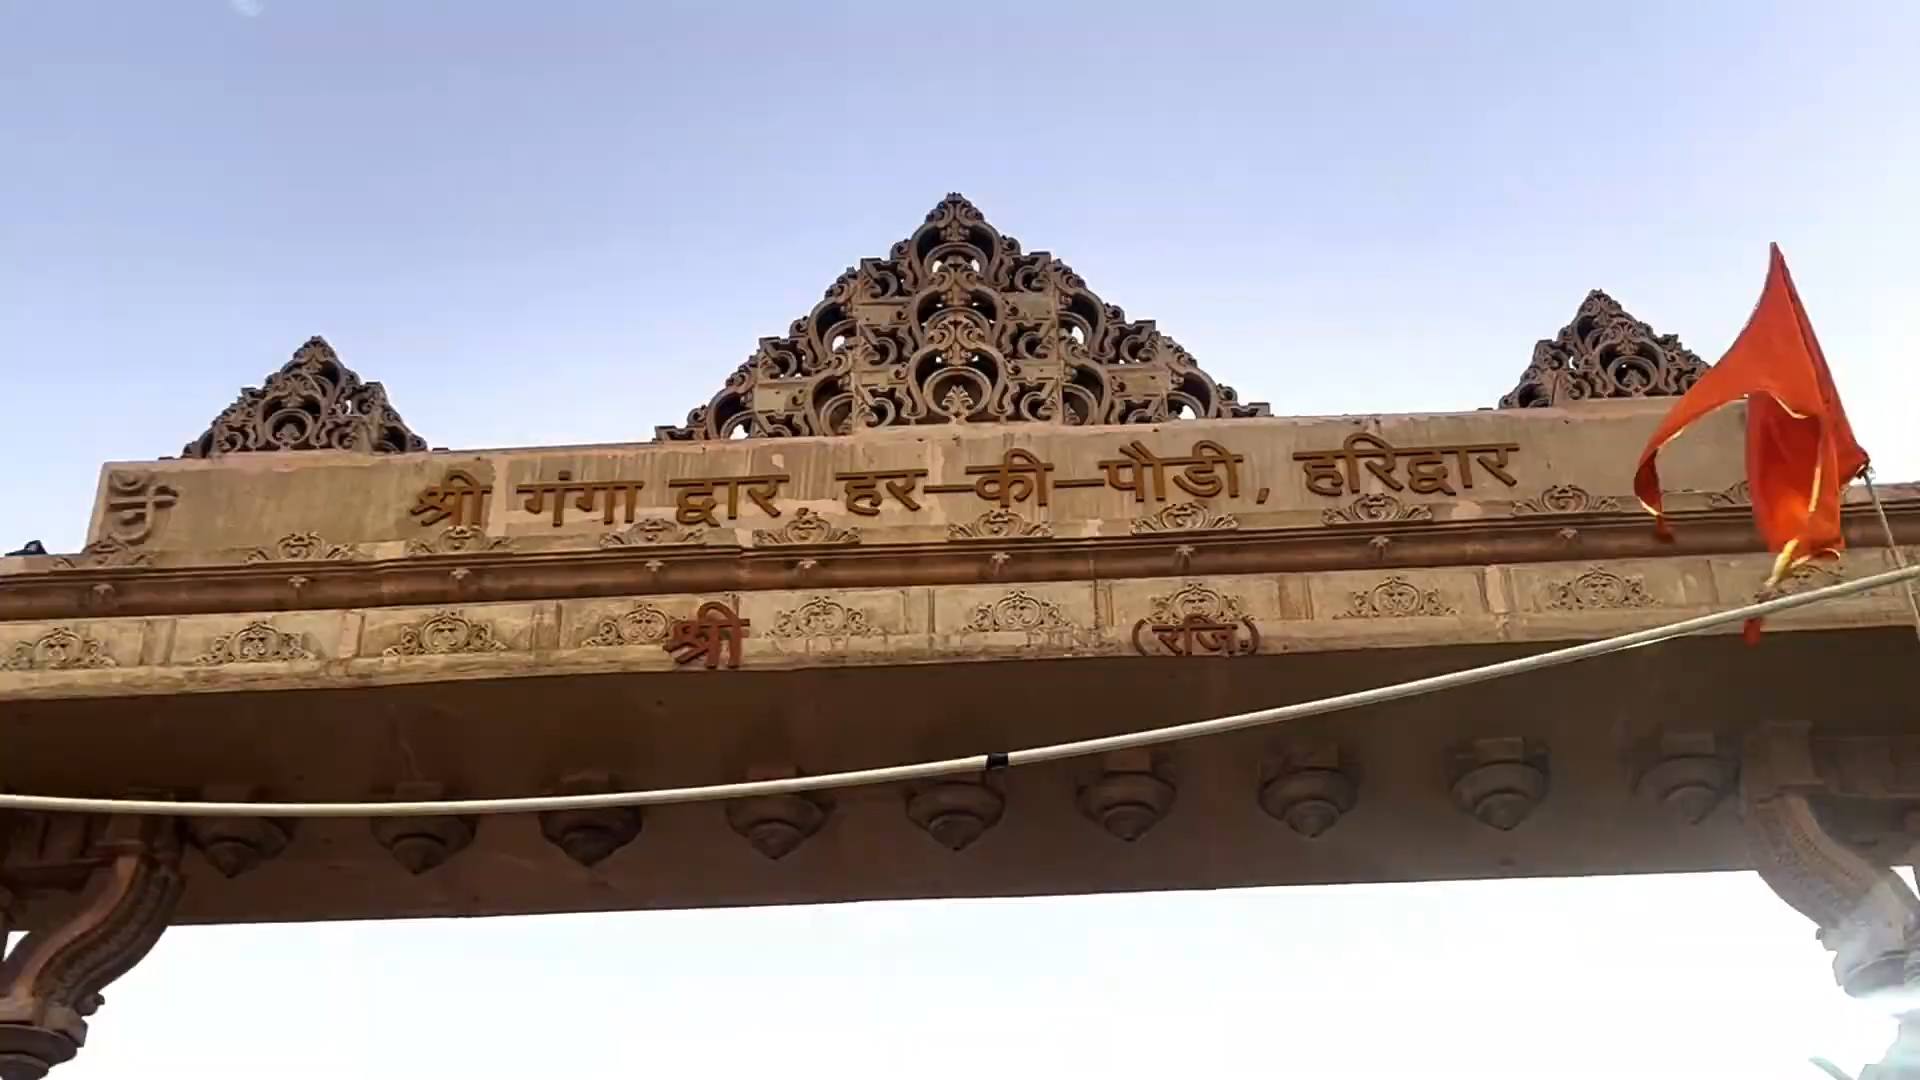 श्री गंगा द्वार, हर–की–पौडी, हरिद्वार
श्री (रजि.)